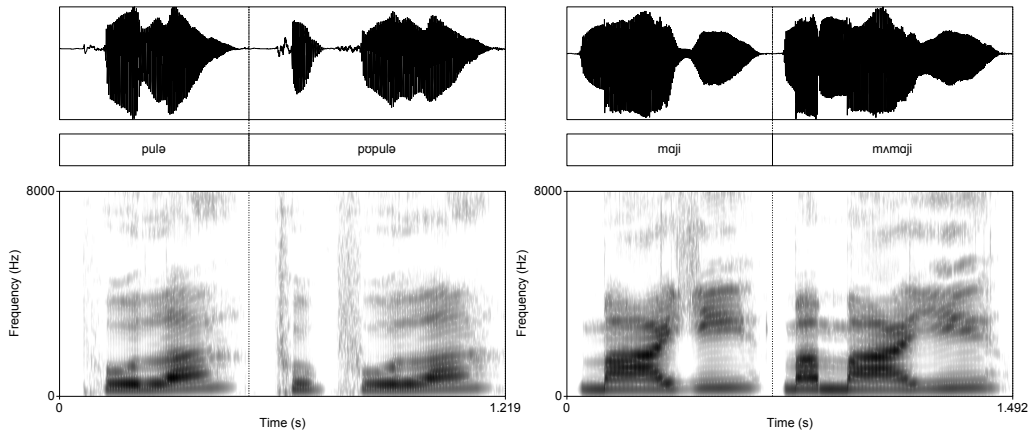 pulə
pʊpulə
8000
Frequency (Hz)
0
0
1.219
Time (s)
mɑji
mʌmɑji
8000
Frequency (Hz)
0
0
1.492
Time (s)